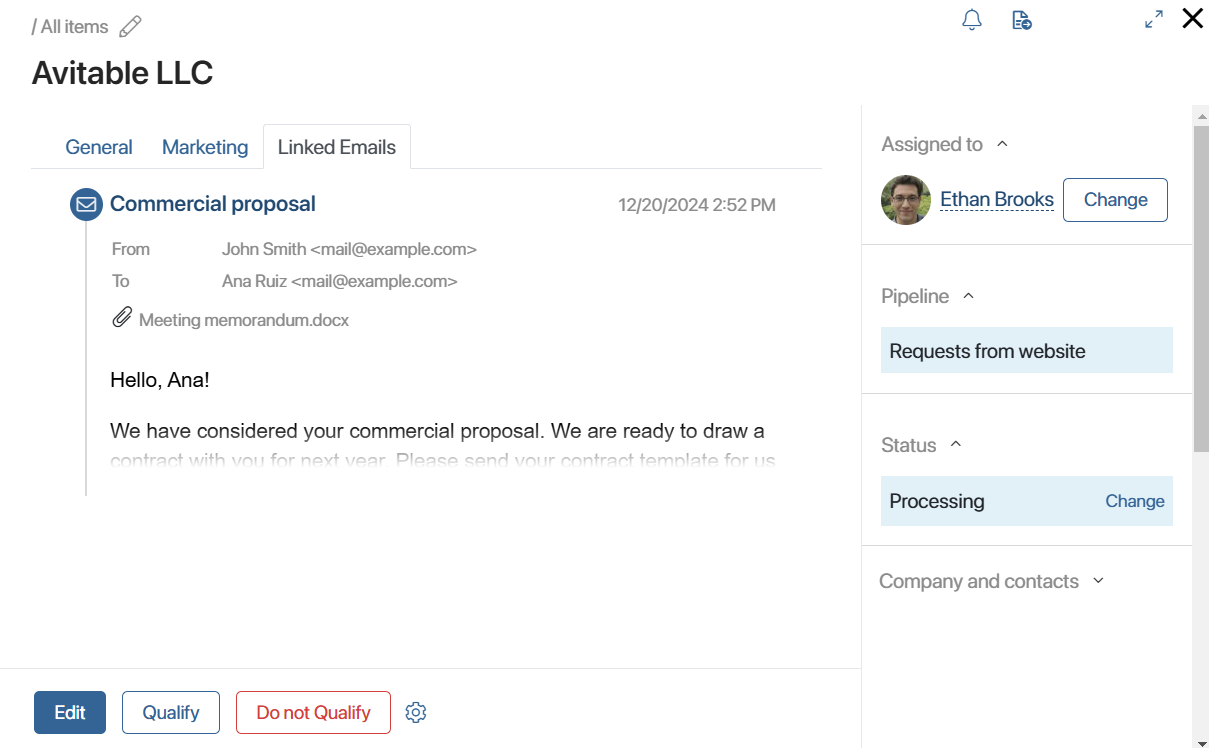 / All items
Avitable LLC
General Marketing Linked Emails
Commercial proposal 12/20/2024 2:52 PM
From John Smith <mail@example.com>
To Ana Ruiz <mail@example.com>
Meeting memorandum.docx
Hello, Ana!
We have considered your commercial proposal. We are ready to draw a
contract with you for next year. Please send your contract template for us
Edit Qualify Do not Qualify
Assigned to
Ethan Brooks Change
Pipeline
Requests from website
Status
Processing Change
Company and contacts